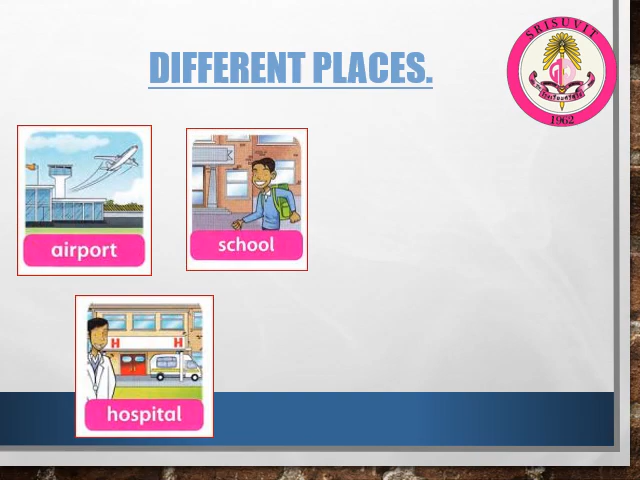 DIFFERENT PLACES.
SRISUVIT
1962
airport
school
H H
hospital